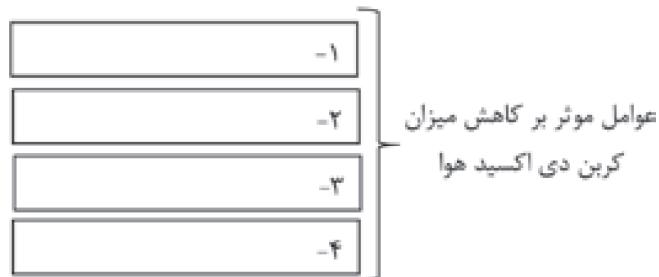 عوامل موثر بر کاهش میزان
کربن دی اکسید هوا
۱-
۲-
۳-
۴-